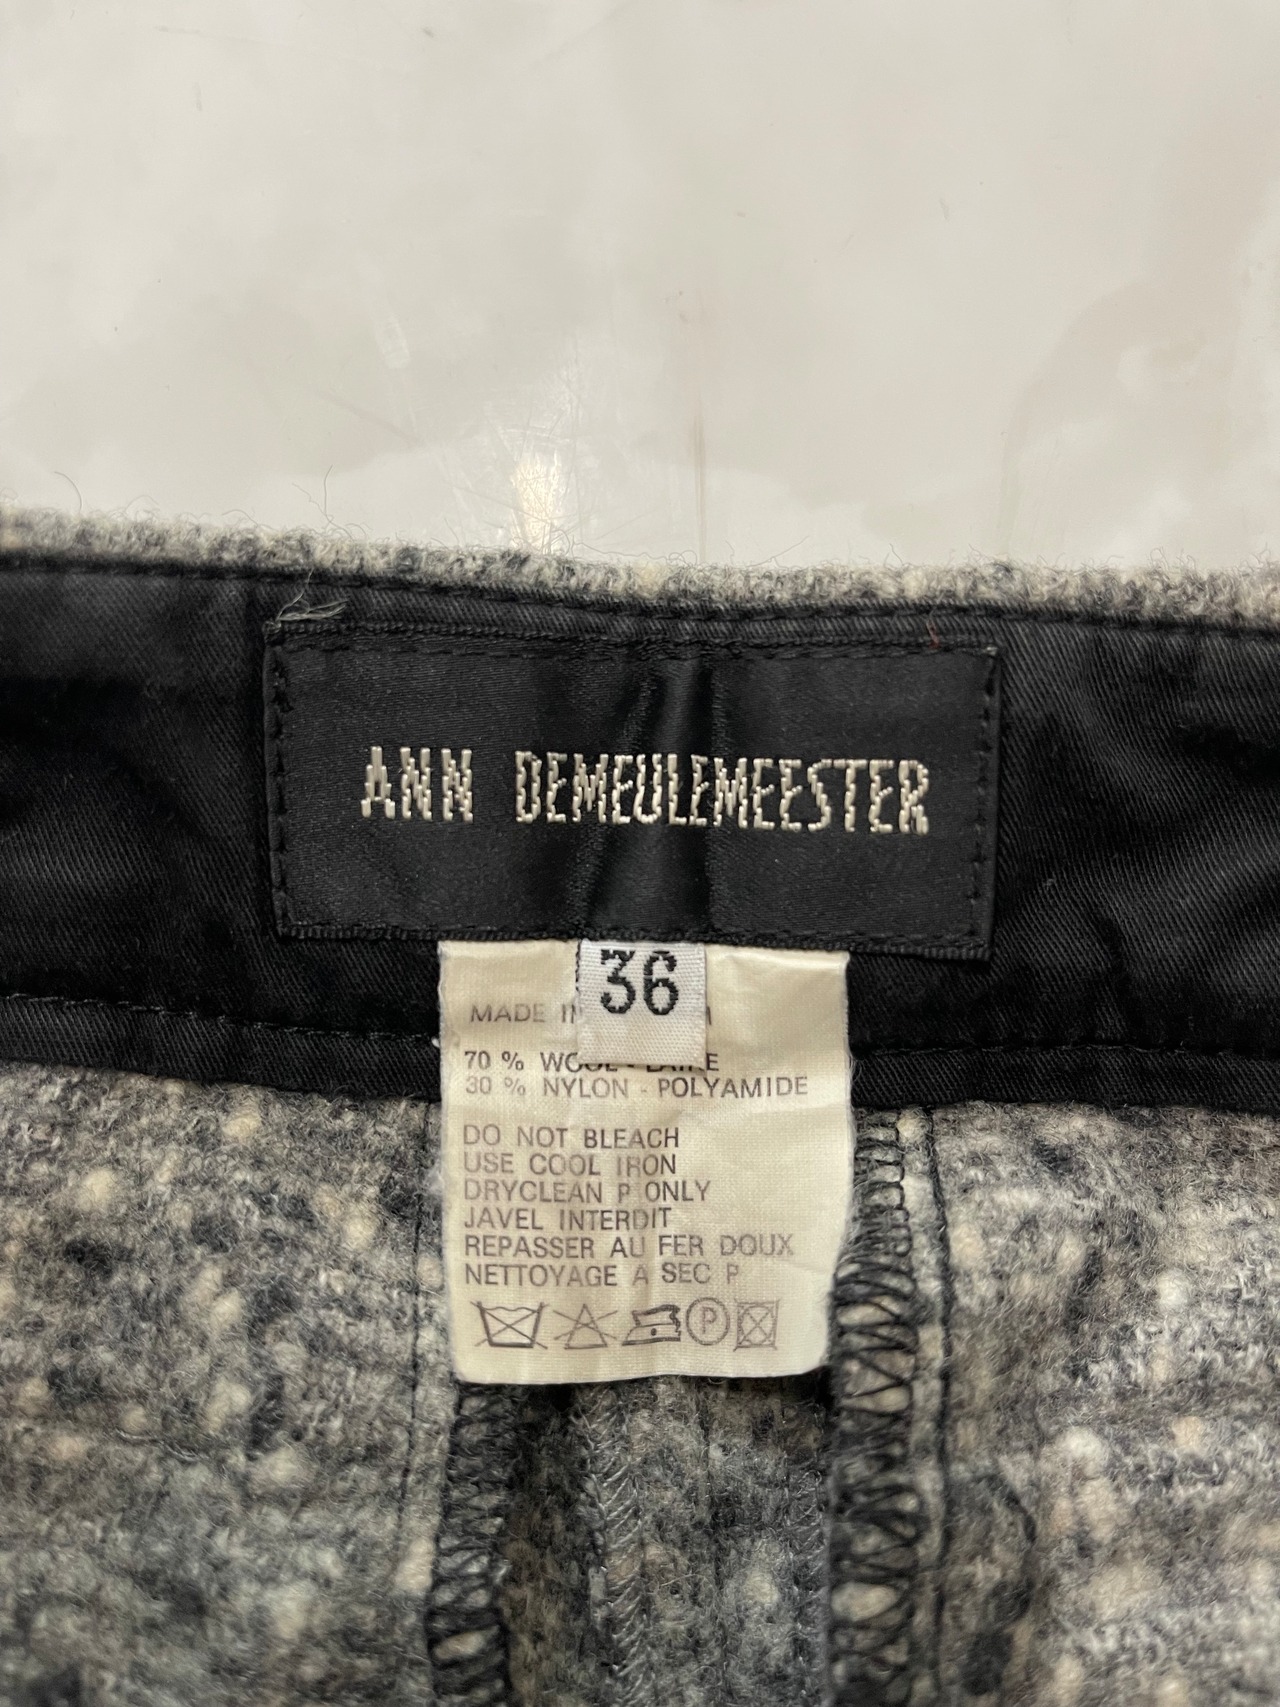 ANN DEMEULEMEESTER
36
MADE IN
70 % WOOL - LAINE
30 % NYLON - POLYAMIDE
DO NOT BLEACH
USE COOL IRON
DRYCLEAN P ONLY
JAVEL INTERDIT
REPASSER AU FER DOUX
NETTOYAGE A SEC P
P